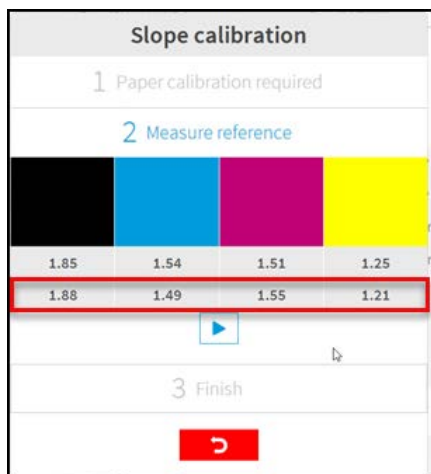 Slope calibration
1 Paper calibration required
2 Measure reference
1.85 1.54 1.51 1.25
1.88 1.49 1.55 1.21
3 Finish